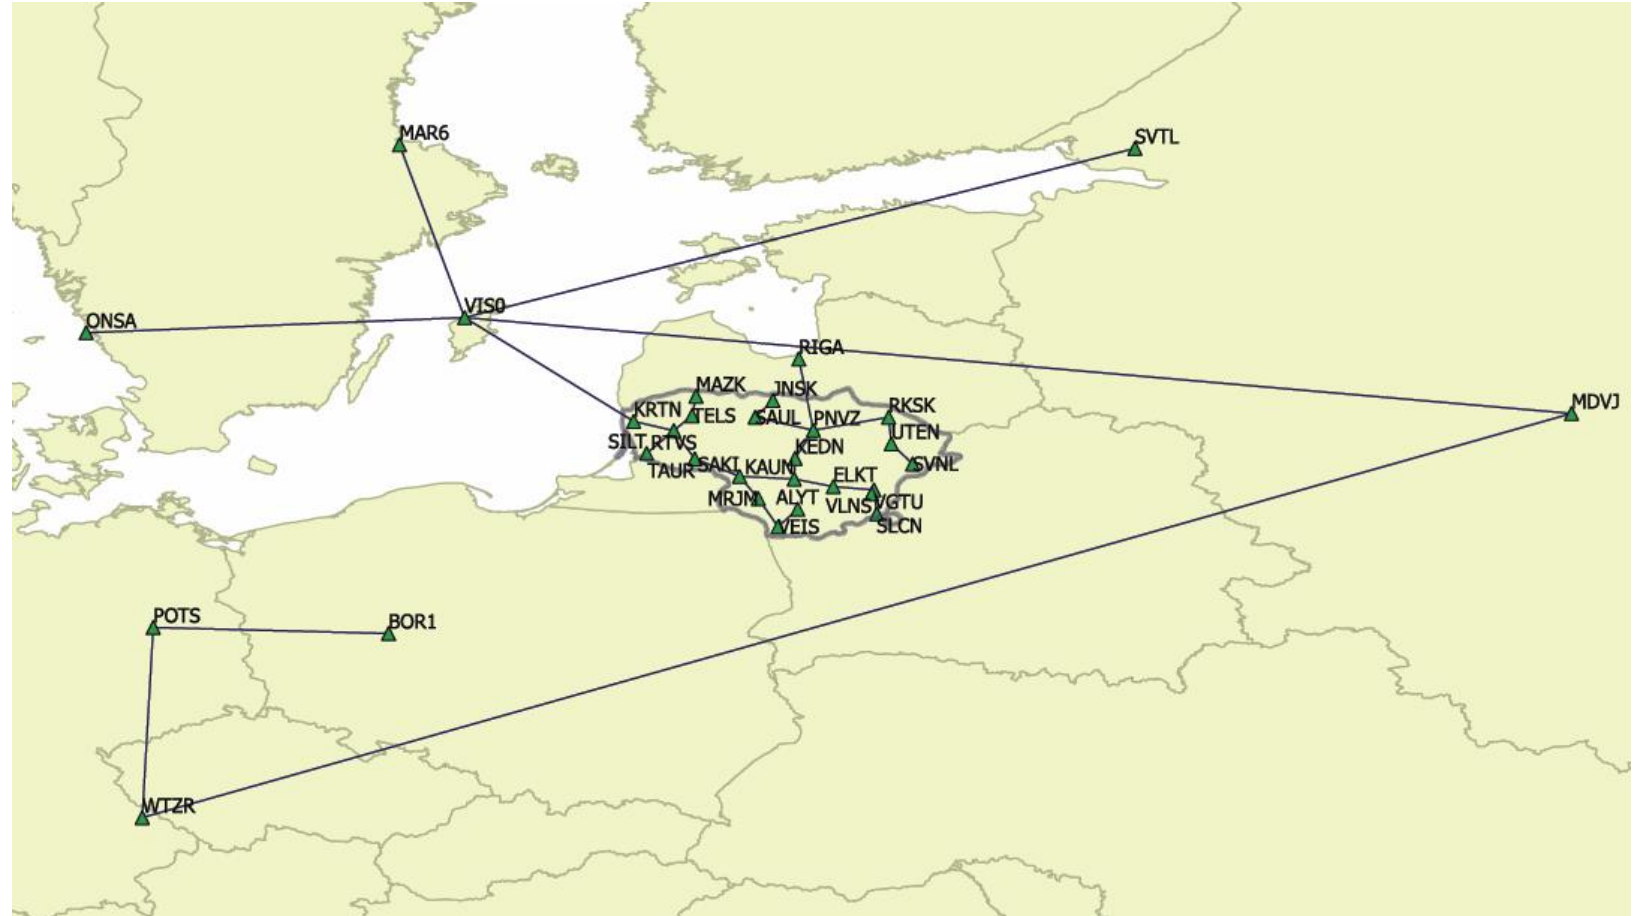 MAR6
SVTL
VIS0
ONSA
RIGA
MAZK
JNSK
RKSK
MDVJ
KRTN
TELS
SAUL
PNVZ
UTEN
SILT
RTVS
KEDN
TAUR
SAKI
KAUN
ELKT
SVNL
MRJM
ALYT
VLNS
VGTU
VEIS
SLCN
POTS
BOR1
WTZR